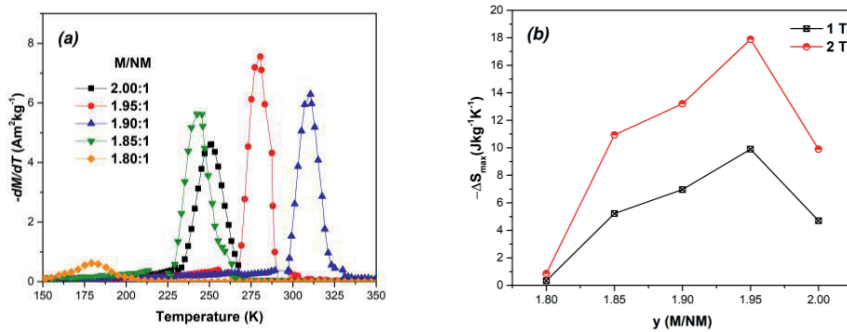 (a)
M/NM
2.00:1
1.95:1
1.90:1
1.85:1
1.80:1
8
6
4
2
0
-dM/dT (Am²kg⁻¹)
150 175 200 225 250 275 300 325 350
Temperature (K)
(b)
1 T
2 T
20
18
16
14
12
10
8
6
4
2
0
−ΔSmax(Jkg⁻¹K⁻¹)
1.80 1.85 1.90 1.95 2.00
y (M/NM)